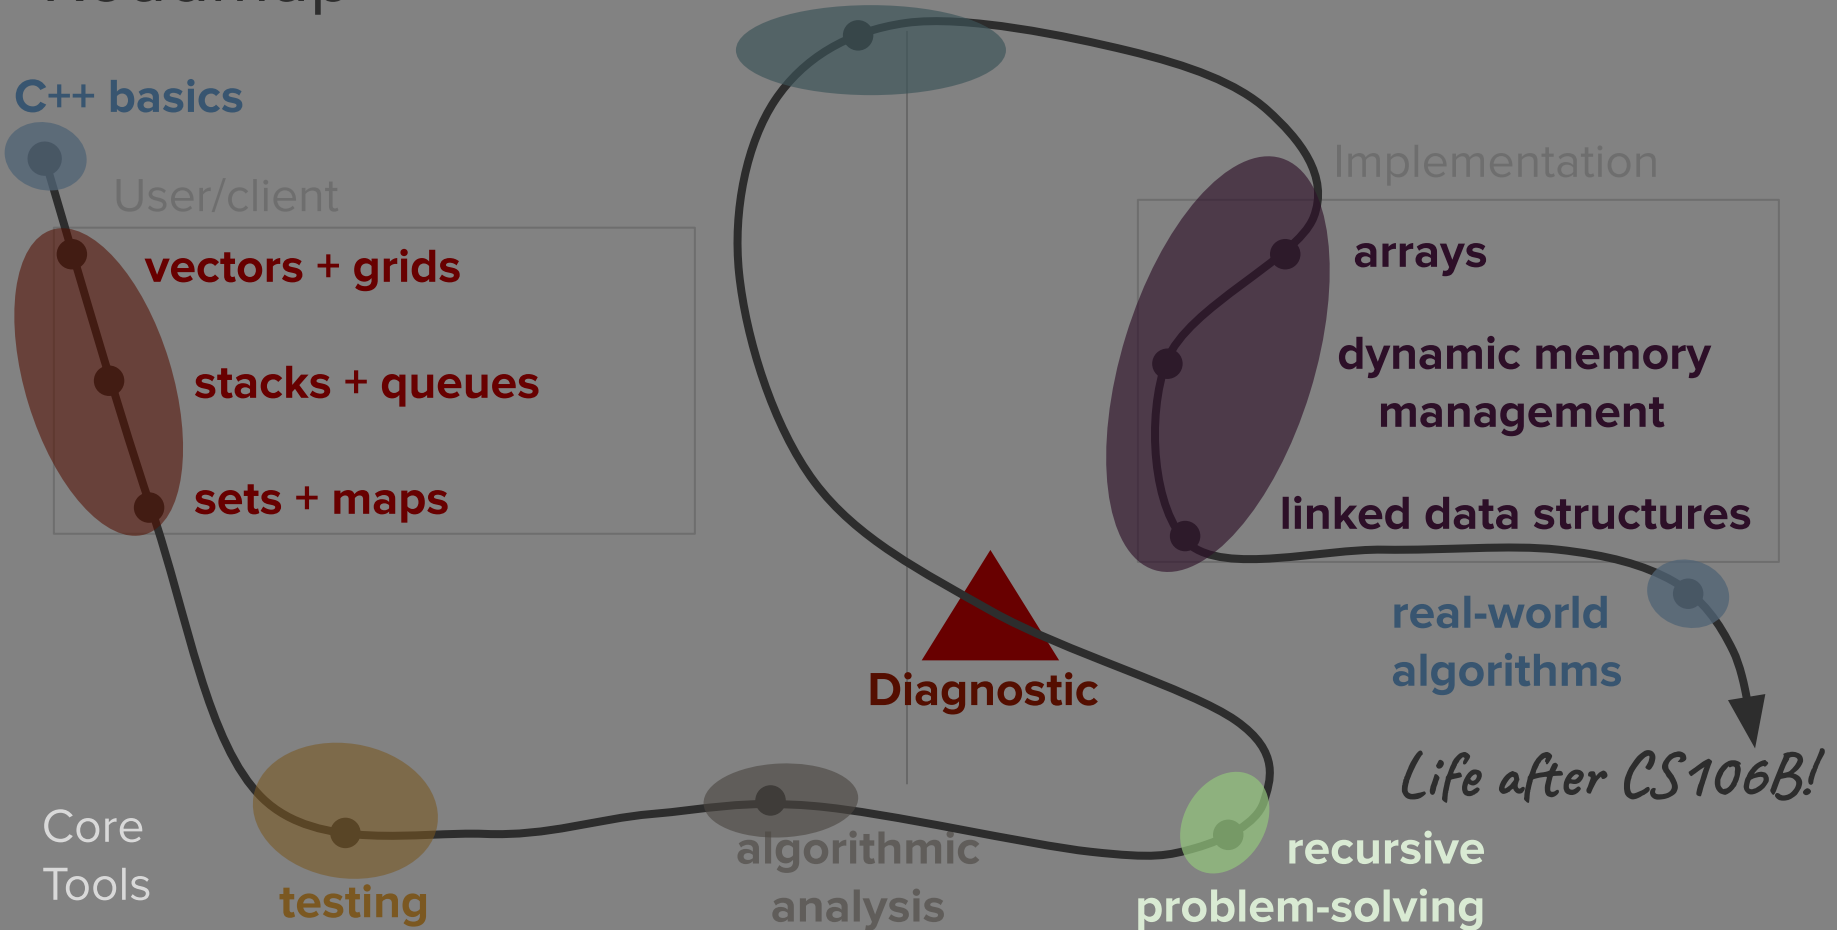 Roadmap
C++ basics
User/client
vectors + grids
stacks + queues
sets + maps
Implementation
arrays
dynamic memory
management
linked data structures
real-world
algorithms
Diagnostic
Life after CS106B!
Core
Tools
testing
algorithmic
analysis
recursive
problem-solving